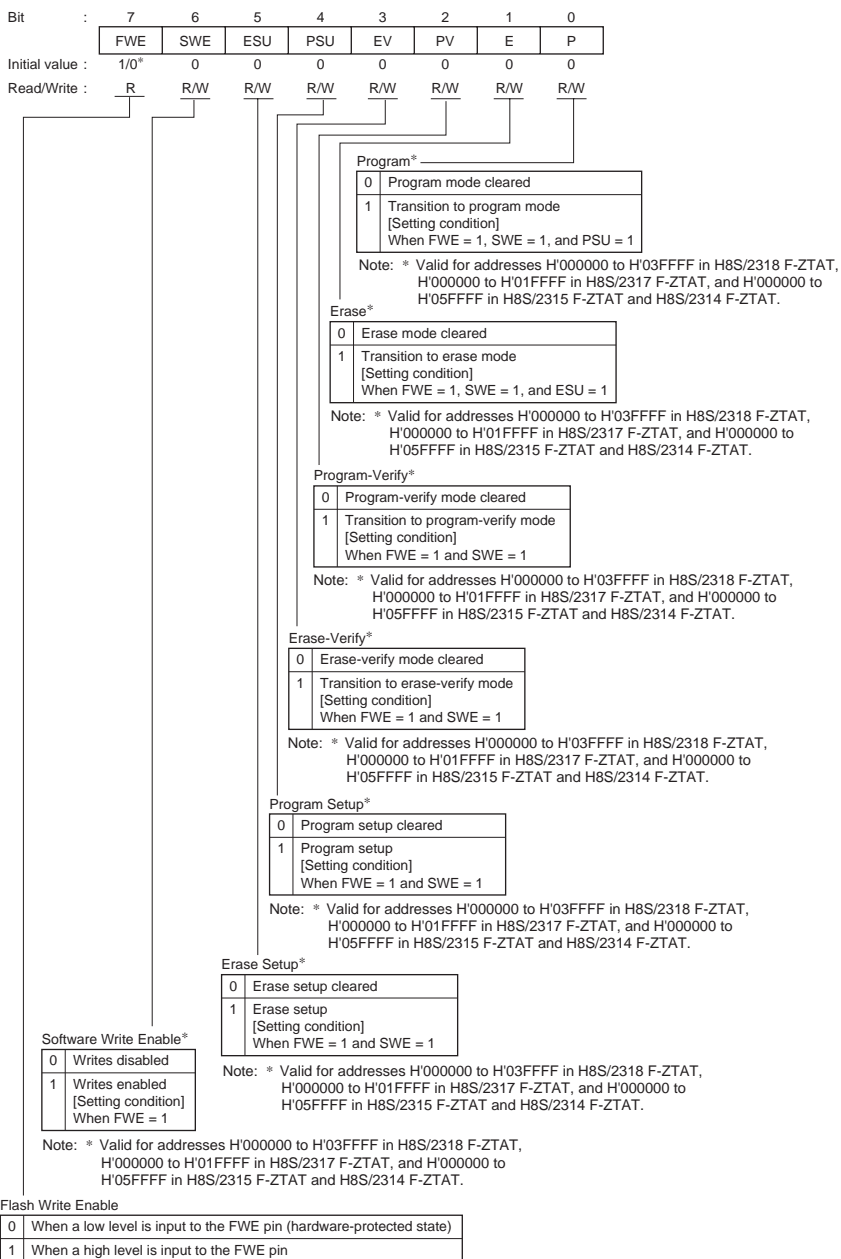 Bit : 7 6 5 4 3 2 1 0
FWE SWE ESU PSU EV PV E P
Initial value : 1/0* 0 0 0 0 0 0 0
Read/Write : R R/W R/W R/W R/W R/W R/W R/W
Program*
0 Program mode cleared
1 Transition to program mode
[Setting condition]
When FWE = 1, SWE = 1, and PSU = 1
Note: * Valid for addresses H'000000 to H'03FFFF in H8S/2318 F-ZTAT,
H'000000 to H'01FFFF in H8S/2317 F-ZTAT, and H'000000 to
H'05FFFF in H8S/2315 F-ZTAT and H8S/2314 F-ZTAT.
Erase*
0 Erase mode cleared
1 Transition to erase mode
[Setting condition]
When FWE = 1, SWE = 1, and ESU = 1
Note: * Valid for addresses H'000000 to H'03FFFF in H8S/2318 F-ZTAT,
H'000000 to H'01FFFF in H8S/2317 F-ZTAT, and H'000000 to
H'05FFFF in H8S/2315 F-ZTAT and H8S/2314 F-ZTAT.
Program-Verify*
0 Program-verify mode cleared
1 Transition to program-verify mode
[Setting condition]
When FWE = 1 and SWE = 1
Note: * Valid for addresses H'000000 to H'03FFFF in H8S/2318 F-ZTAT,
H'000000 to H'01FFFF in H8S/2317 F-ZTAT, and H'000000 to
H'05FFFF in H8S/2315 F-ZTAT and H8S/2314 F-ZTAT.
Erase-Verify*
0 Erase-verify mode cleared
1 Transition to erase-verify mode
[Setting condition]
When FWE = 1 and SWE = 1
Note: * Valid for addresses H'000000 to H'03FFFF in H8S/2318 F-ZTAT,
H'000000 to H'01FFFF in H8S/2317 F-ZTAT, and H'000000 to
H'05FFFF in H8S/2315 F-ZTAT and H8S/2314 F-ZTAT.
Program Setup*
0 Program setup cleared
1 Program setup
[Setting condition]
When FWE = 1 and SWE = 1
Note: * Valid for addresses H'000000 to H'03FFFF in H8S/2318 F-ZTAT,
H'000000 to H'01FFFF in H8S/2317 F-ZTAT, and H'000000 to
H'05FFFF in H8S/2315 F-ZTAT and H8S/2314 F-ZTAT.
Erase Setup*
0 Erase setup cleared
1 Erase setup
[Setting condition]
When FWE = 1 and SWE = 1
Note: * Valid for addresses H'000000 to H'03FFFF in H8S/2318 F-ZTAT,
H'000000 to H'01FFFF in H8S/2317 F-ZTAT, and H'000000 to
H'05FFFF in H8S/2315 F-ZTAT and H8S/2314 F-ZTAT.
Software Write Enable*
0 Writes disabled
1 Writes enabled
[Setting condition]
When FWE = 1
Note: * Valid for addresses H'000000 to H'03FFFF in H8S/2318 F-ZTAT,
H'000000 to H'01FFFF in H8S/2317 F-ZTAT, and H'000000 to
H'05FFFF in H8S/2315 F-ZTAT and H8S/2314 F-ZTAT.
Flash Write Enable
0 When a low level is input to the FWE pin (hardware-protected state)
1 When a high level is input to the FWE pin